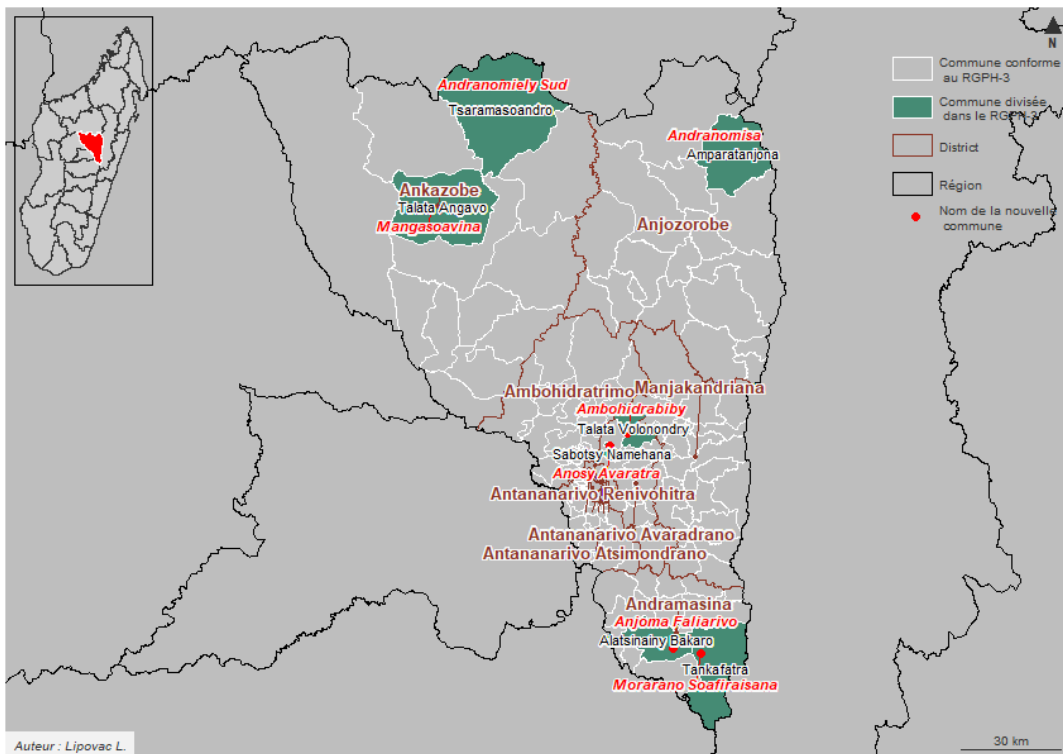 N
Commune conforme
au RGPH-3
Commune divisée
dans le RGPH-3
District
Région
Nom de la nouvelle
commune
Andranomiely Sud
Tsaramasoandro
Andranomisa
Amparatanjona
Ankazobe
Talata Angavo
Mangasoavina
Anjozorobe
Ambohidratrimo
Manjakandriana
Ambohidrabiby
Talata Volonondry
Sabotsy Namehana
Anosy Avaratra
Antananarivo Renivohitra
Antananarivo Avaradrano
Antananarivo Atsimondrano
Andramasina
Anjoma Faliarivo
Alatsinainy Bakaro
Tankafatra
Morarano Soafiraisana
Auteur : Lipovac L.
30 km